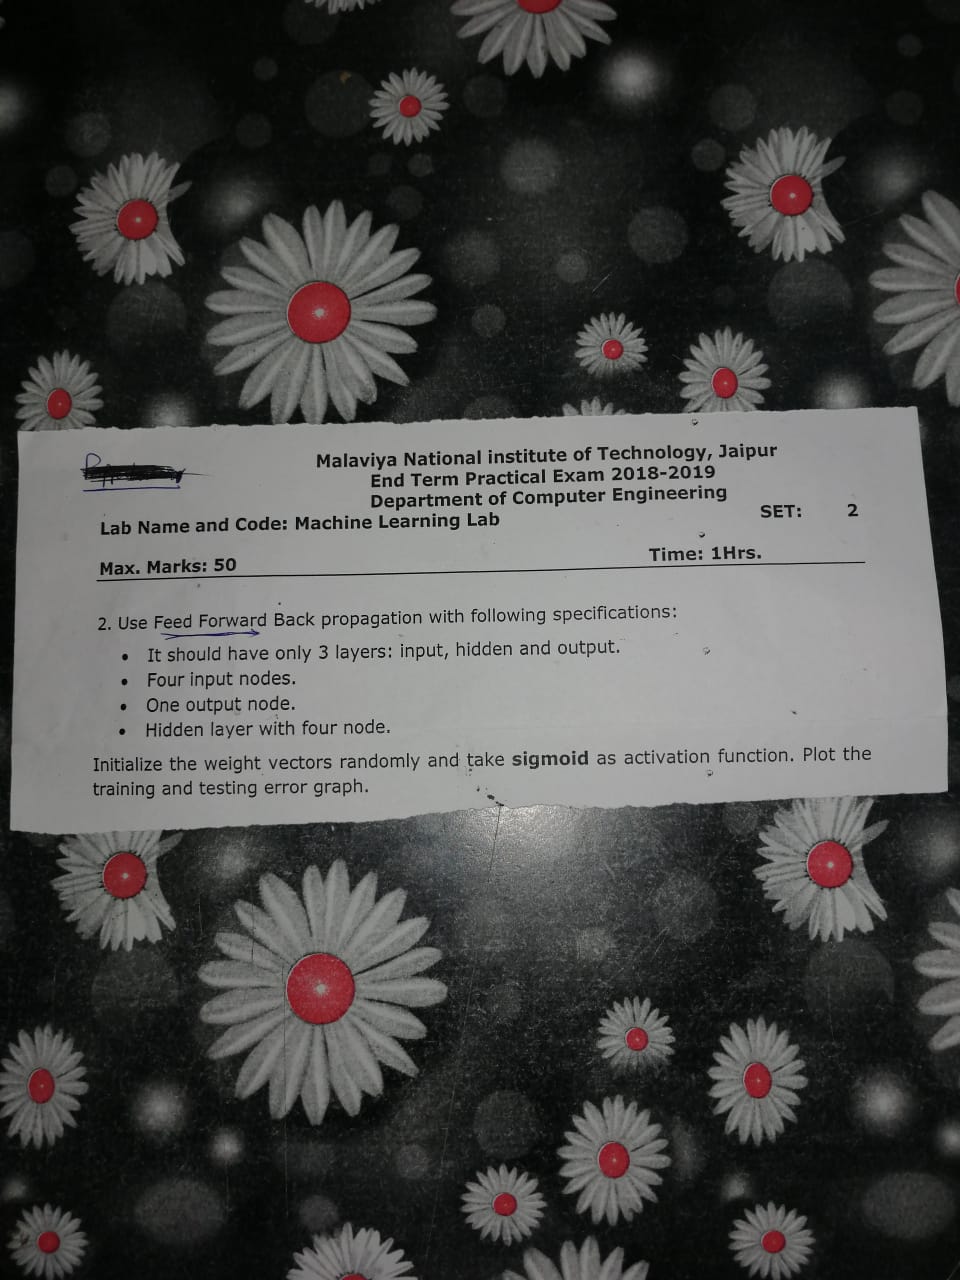 Malaviya National institute of Technology, Jaipur
End Term Practical Exam 2018-2019
Department of Computer Engineering
Lab Name and Code: Machine Learning Lab
SET: 2
Max. Marks: 50 Time: 1Hrs.
2. Use Feed Forward Back propagation with following specifications:
• It should have only 3 layers: input, hidden and output.
• Four input nodes.
• One output node.
• Hidden layer with four node.
Initialize the weight vectors randomly and take sigmoid as activation function. Plot the
training and testing error graph.